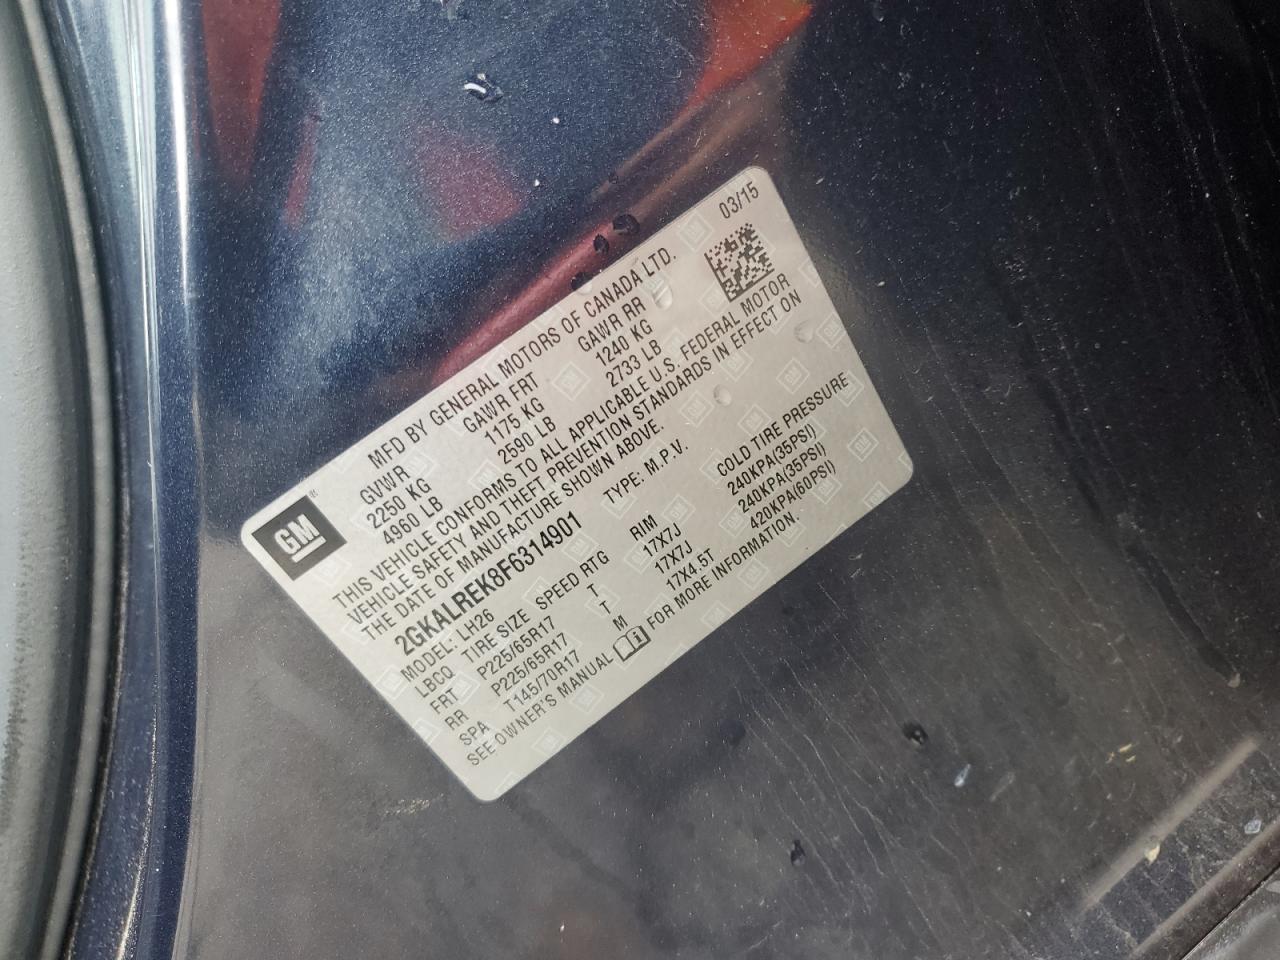 GM
MFD BY GENERAL MOTORS OF CANADA LTD. 03/15
GVWR GAWR FRT GAWR RR
2250 KG 1175 KG 1240 KG
4960 LB 2590 LB 2733 LB
THIS VEHICLE CONFORMS TO ALL APPLICABLE U.S. FEDERAL MOTOR
VEHICLE SAFETY AND THEFT PREVENTION STANDARDS IN EFFECT ON
THE DATE OF MANUFACTURE SHOWN ABOVE.
2GKALREK8F6314901 TYPE: M.P.V.
MODEL: LH26
LBCQ TIRE SIZE SPEED RTG RIM COLD TIRE PRESSURE
FRT P225/65R17 T 17X7J 240KPA(35PSI)
RR P225/65R17 T 17X7J 240KPA(35PSI)
SPA T145/70R17 M 17X4.5T 420KPA(60PSI)
SEE OWNER'S MANUAL FOR MORE INFORMATION.